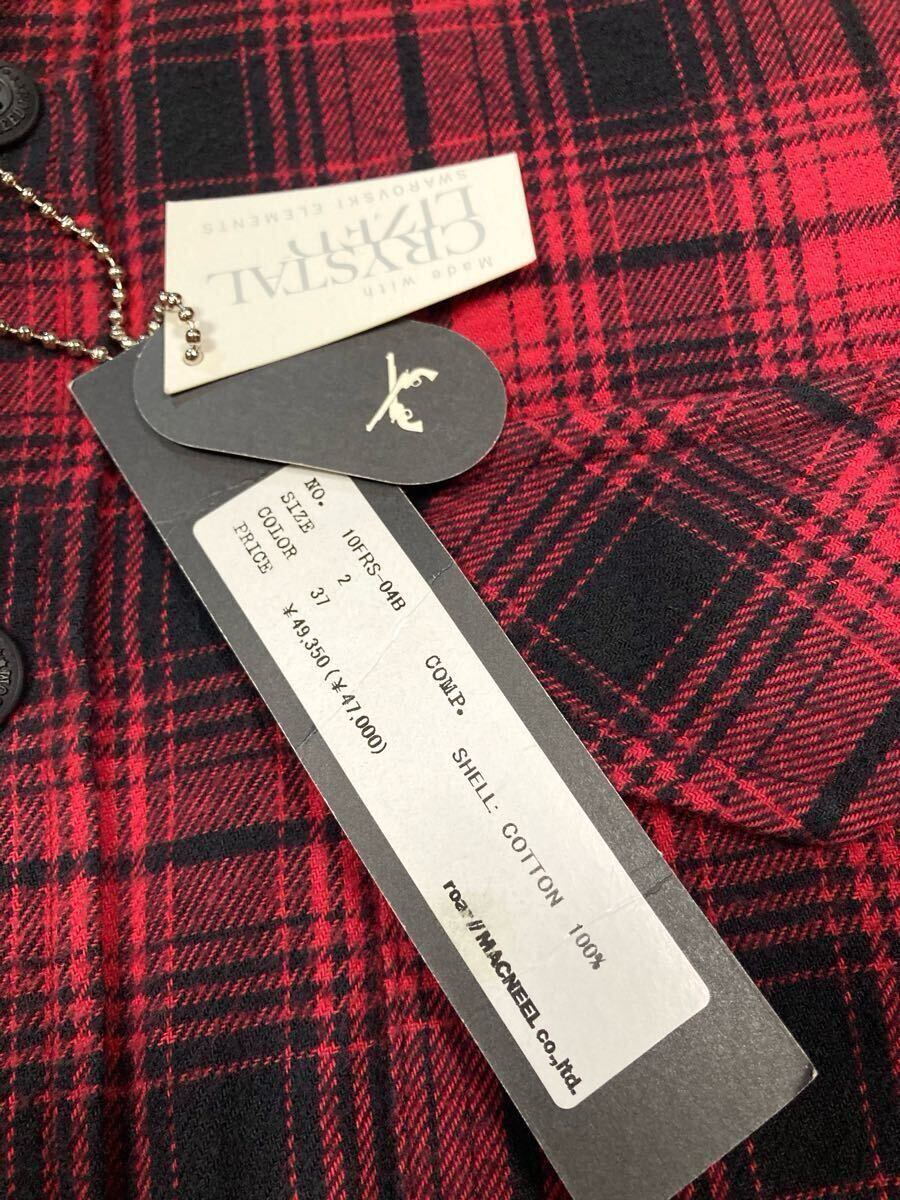 Made with
CRYSTAL
SWAROVSKI ELEMENTS
NO. 10FRS-04B
SIZE 2
COLOR 37
PRICE ¥49,350(¥47,000)
COMP. SHELL: COTTON 100%
roar//MACNEEL co.,ltd.